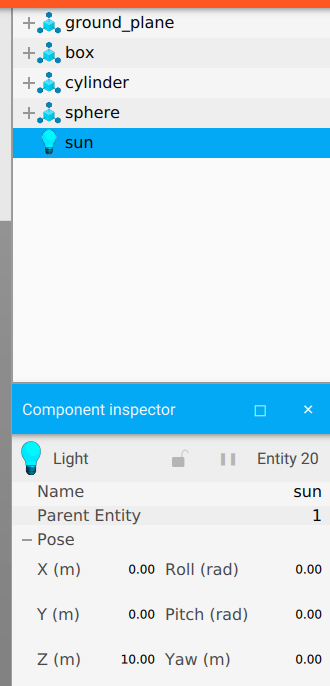 ground_plane
box
cylinder
sphere
sun
Component inspector
Light Entity 20
Name sun
Parent Entity 1
Pose
X (m) 0.00 Roll (rad) 0.00
Y (m) 0.00 Pitch (rad) 0.00
Z (m) 10.00 Yaw (m) 0.00